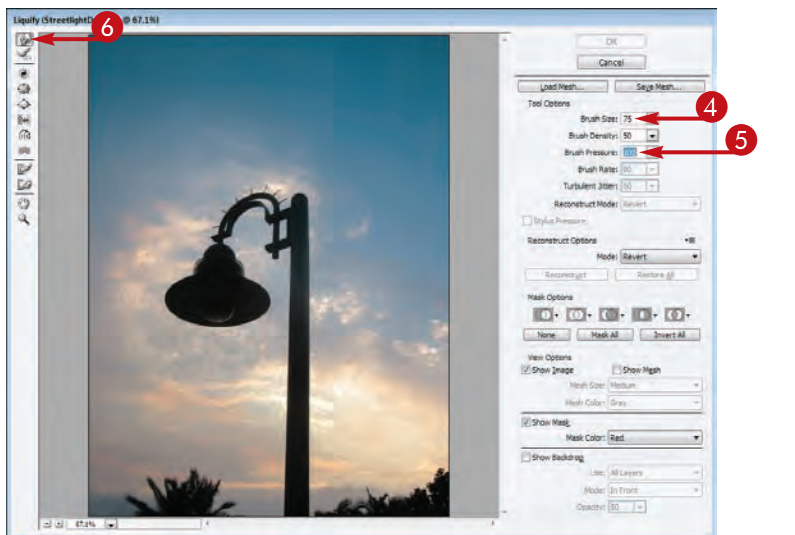 Liquify (StreetlightD @ 67.1%)
6
OK
Cancel
Load Mesh...
Save Mesh...
Tool Options
4
Brush Size: 75
5
Brush Density: 50
Brush Pressure:
Brush Rate: 80
Turbulent Jitter: 50
Reconstruct Mode: Revert
Stylus Pressure
Reconstruct Options
Mode: Revert
Reconstruct
Restore All
Mask Options
None
Mask All
Invert All
View Options
Show Image
Show Mesh
Mesh Size: Medium
Mesh Color: Gray
Show Mask
Mask Color: Red
Show Backdrop
Use: All Layers
Mode: In Front
Opacity: 50
67.1%